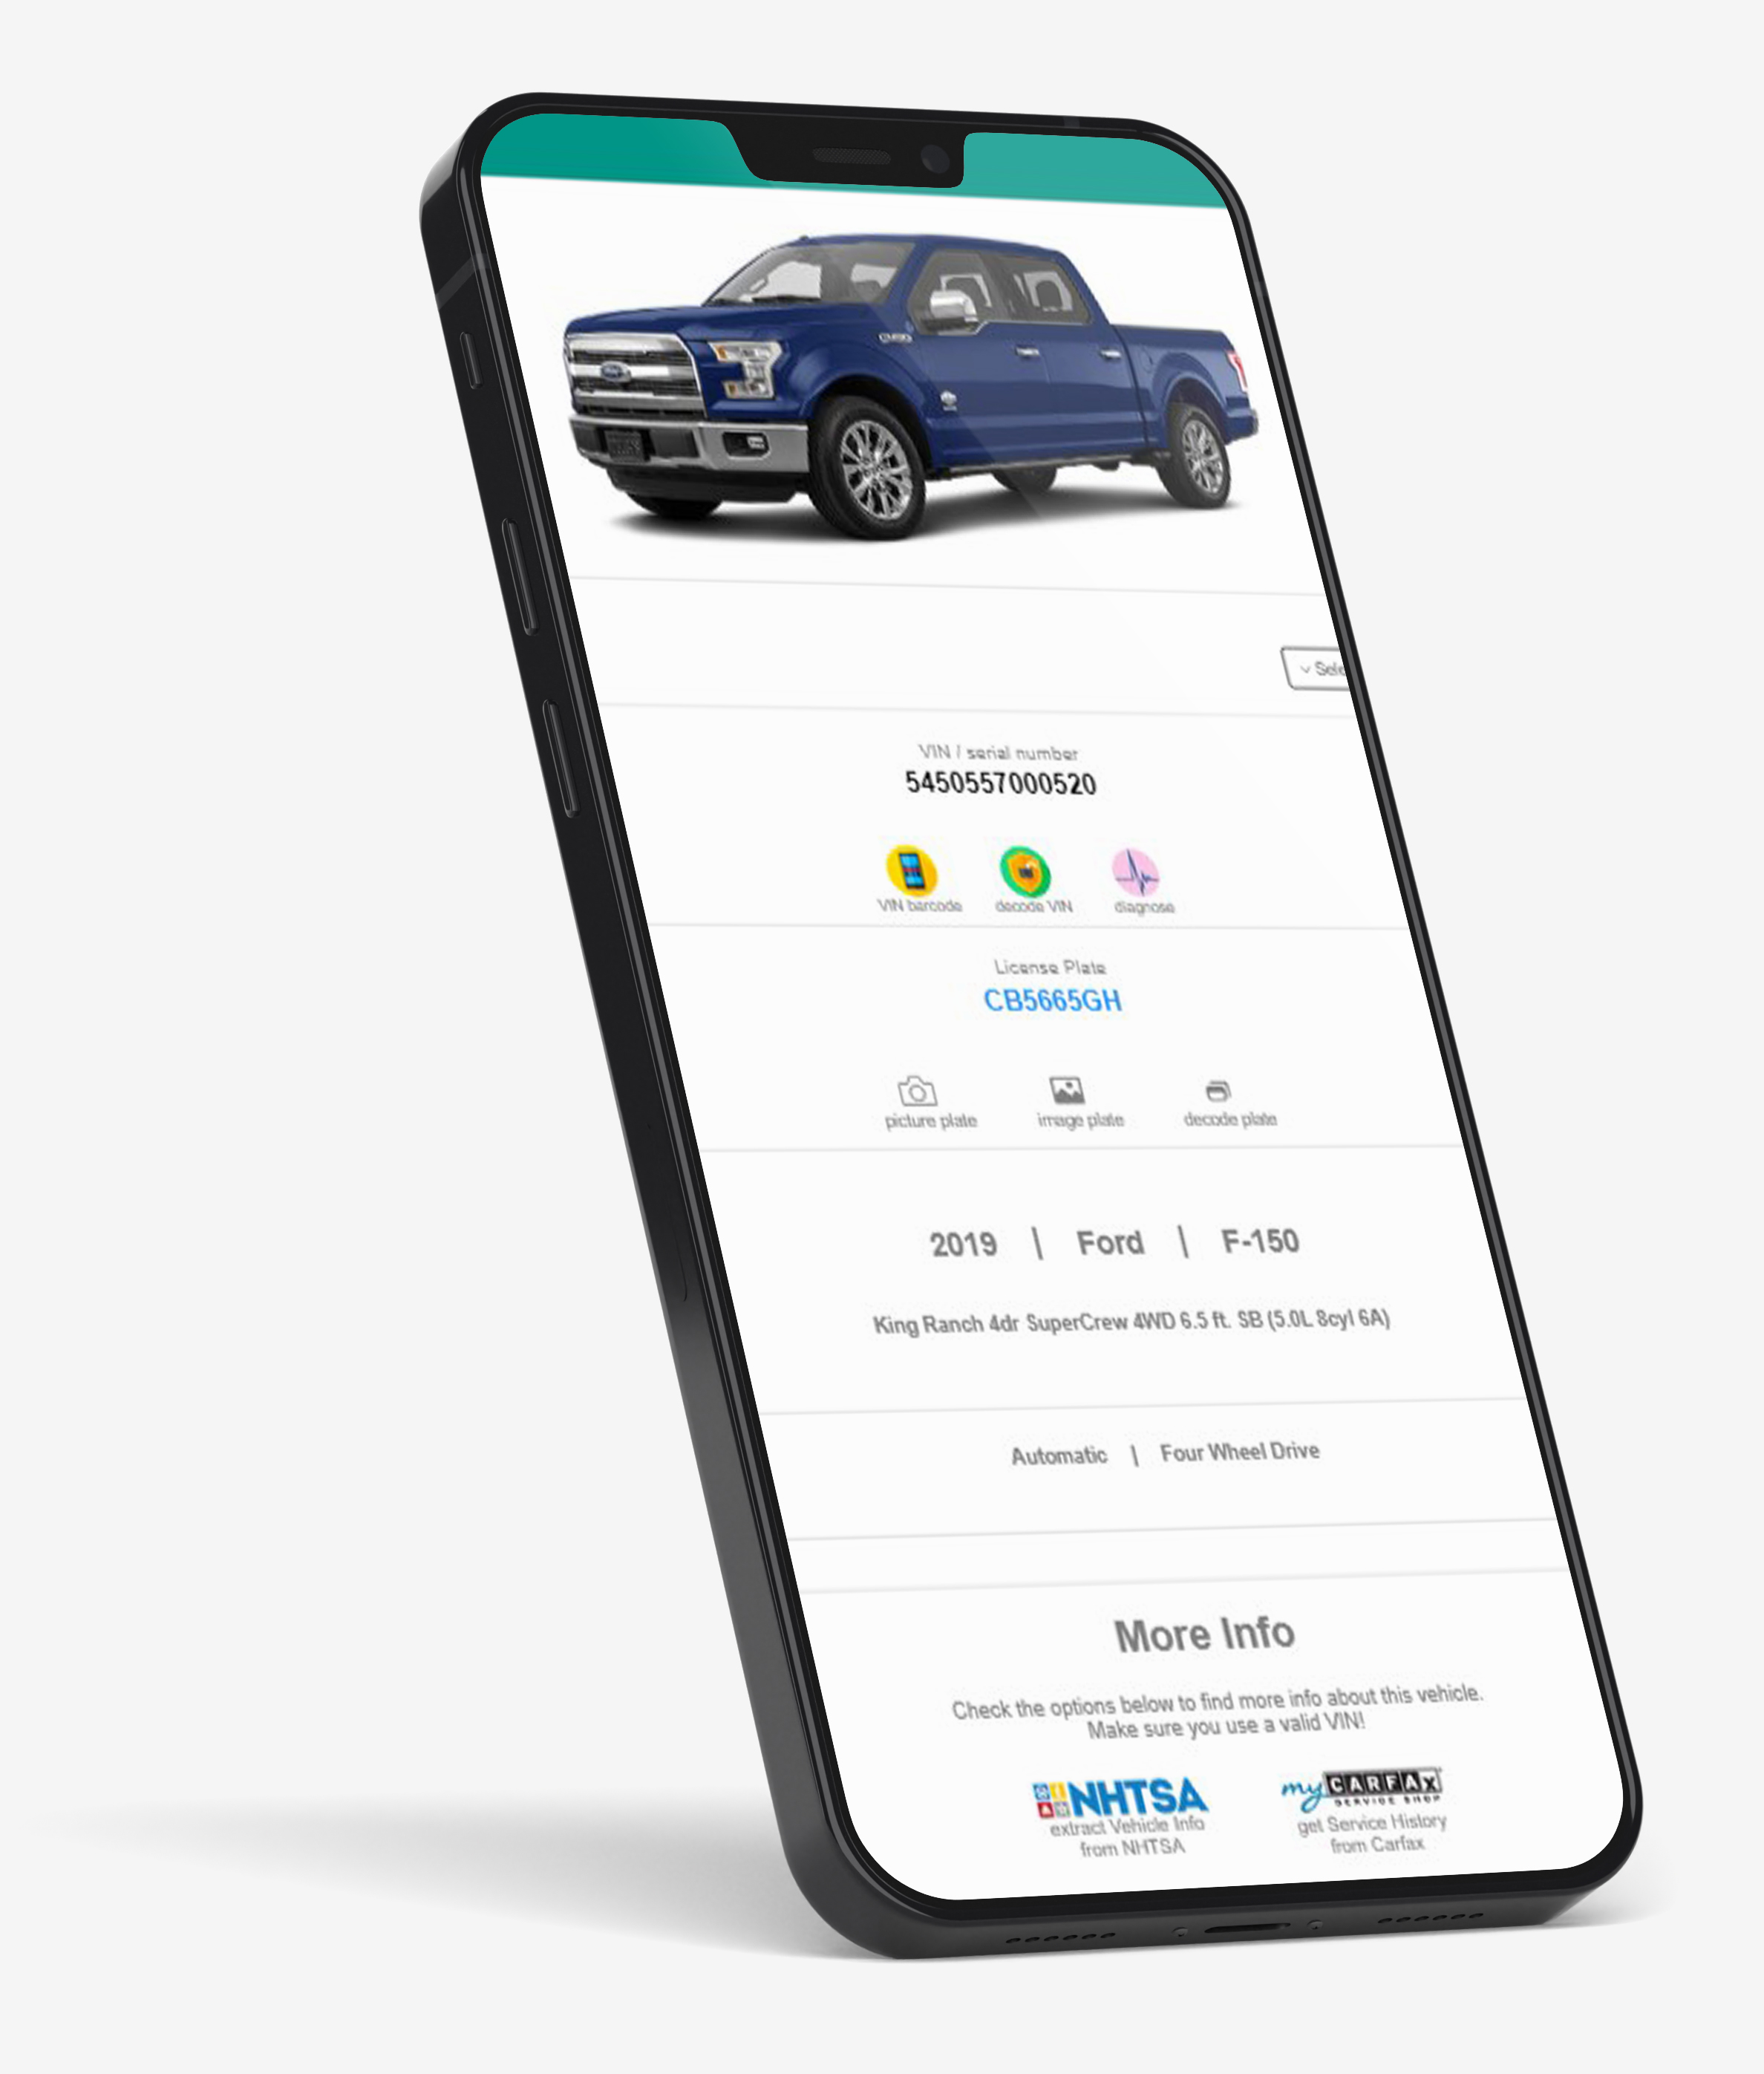 Sele
VIN / serial number
5450557000520
VIN barcode
decode VIN
diagnose
License Plate
CB5665GH
picture plate
image plate
decode plate
2019 | Ford | F-150
King Ranch 4dr SuperCrew 4WD 6.5 ft. SB (5.0L 8cyl 6A)
Automatic | Four Wheel Drive
More Info
Check the options below to find more info about this vehicle.
Make sure you use a valid VIN!
NHTSA
extract Vehicle Info
from NHTSA
myCARFAX
SERVICE SHOP
get Service History
from Carfax